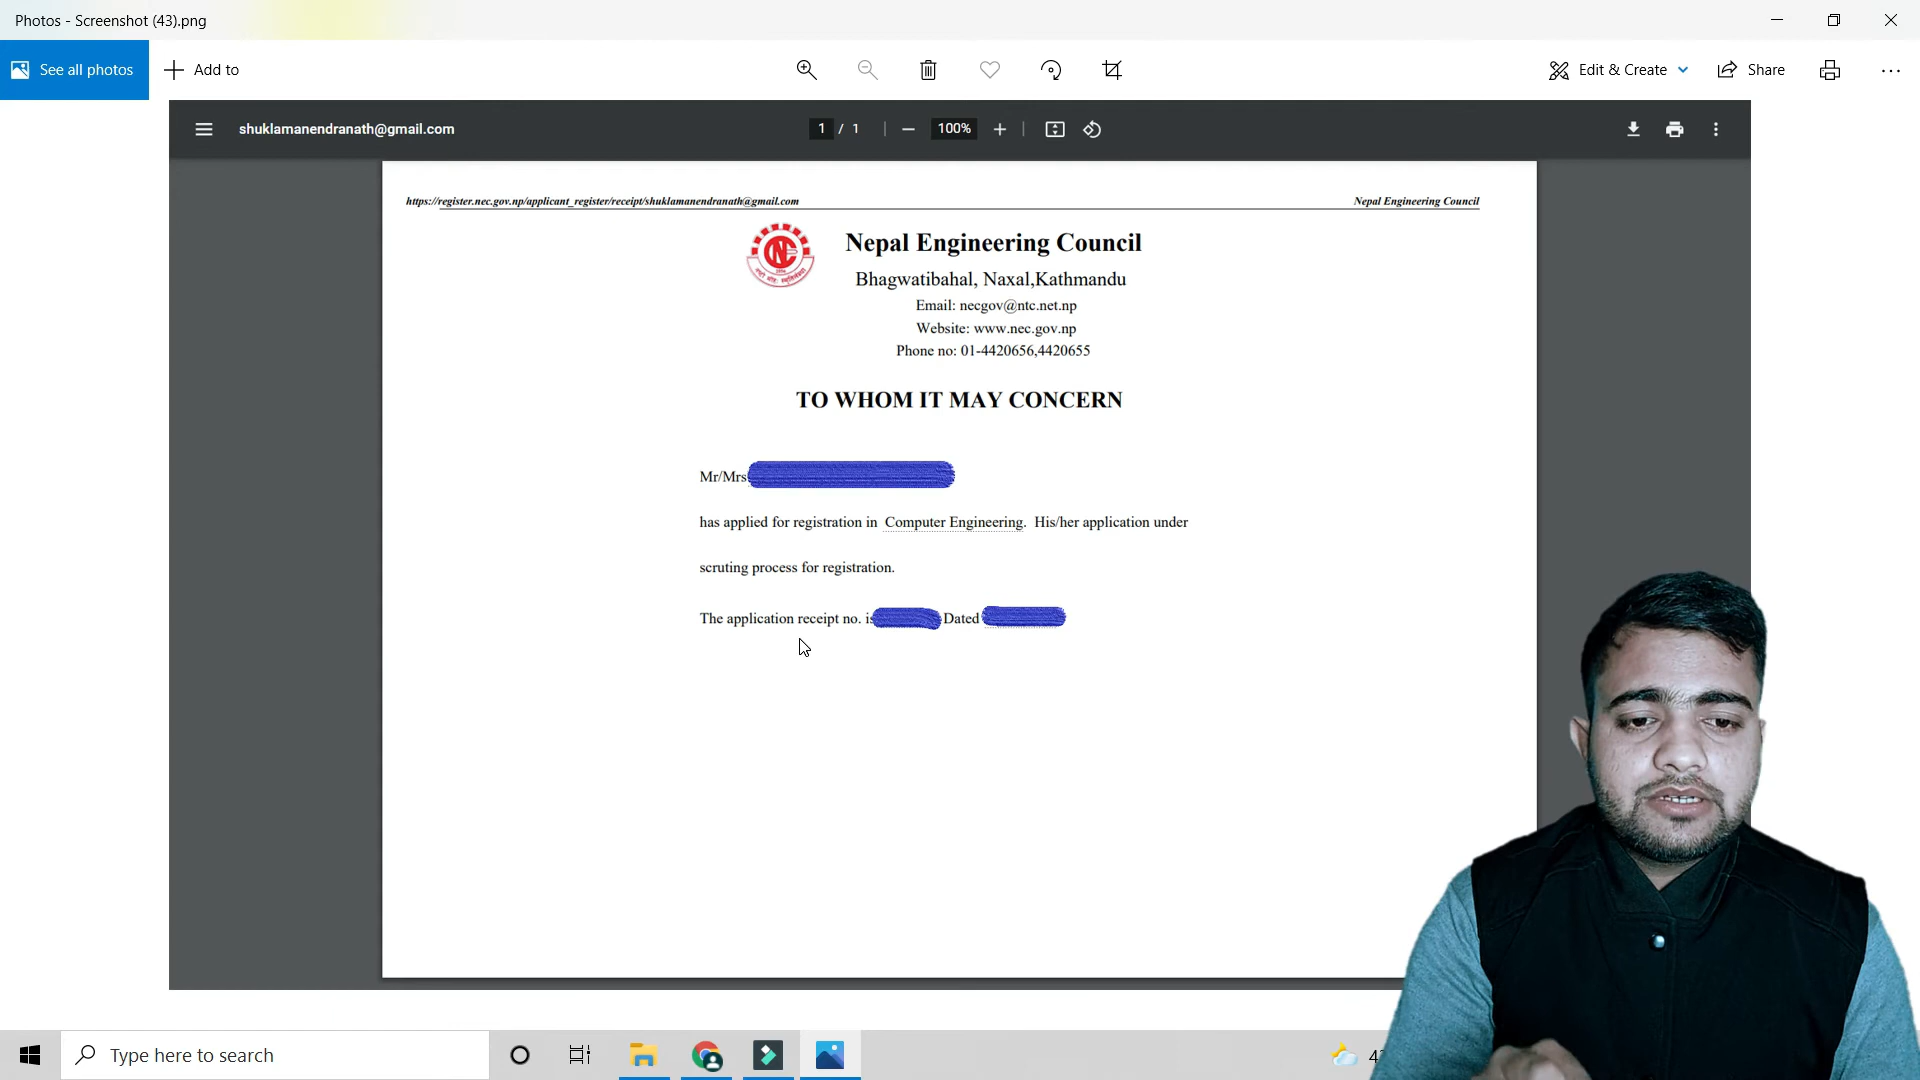 Photos - Screenshot (43).png
See all photos
Add to
Edit & Create
Share
shuklamanendranath@gmail.com
1 / 1
100%
https://register.nec.gov.np/applicant_register/receipt/shuklamanendranath@gmail.com
Nepal Engineering Council
Nepal Engineering Council
Bhagwatibahal, Naxal,Kathmandu
Email: necgov@ntc.net.np
Website: www.nec.gov.np
Phone no: 01-4420656,4420655
TO WHOM IT MAY CONCERN
Mr/Mrs
has applied for registration in Computer Engineering. His/her application under
scruting process for registration.
The application receipt no. is Dated
Type here to search